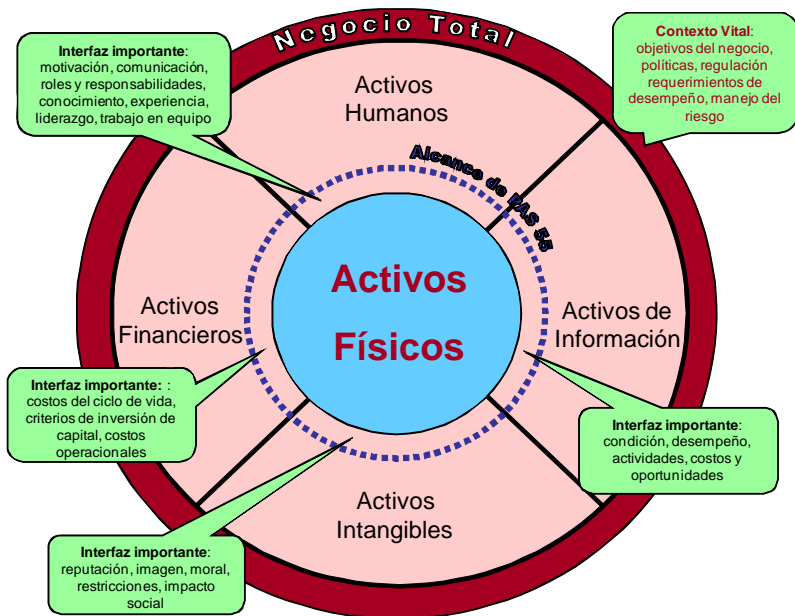 Negocio Total
Interfaz importante:
motivación, comunicación,
roles y responsabilidades,
conocimiento, experiencia,
liderazgo, trabajo en equipo
Contexto Vital:
objetivos del negocio,
políticas, regulación
requerimientos de
desempeño, manejo del
riesgo
Activos
Humanos
Alcance de PAS 55
Activos
Físicos
Activos
Financieros
Activos de
Información
Interfaz importante: :
costos del ciclo de vida,
criterios de inversión de
capital, costos
operacionales
Interfaz importante:
condición, desempeño,
actividades, costos y
oportunidades
Activos
Intangibles
Interfaz importante:
reputación, imagen, moral,
restricciones, impacto
social